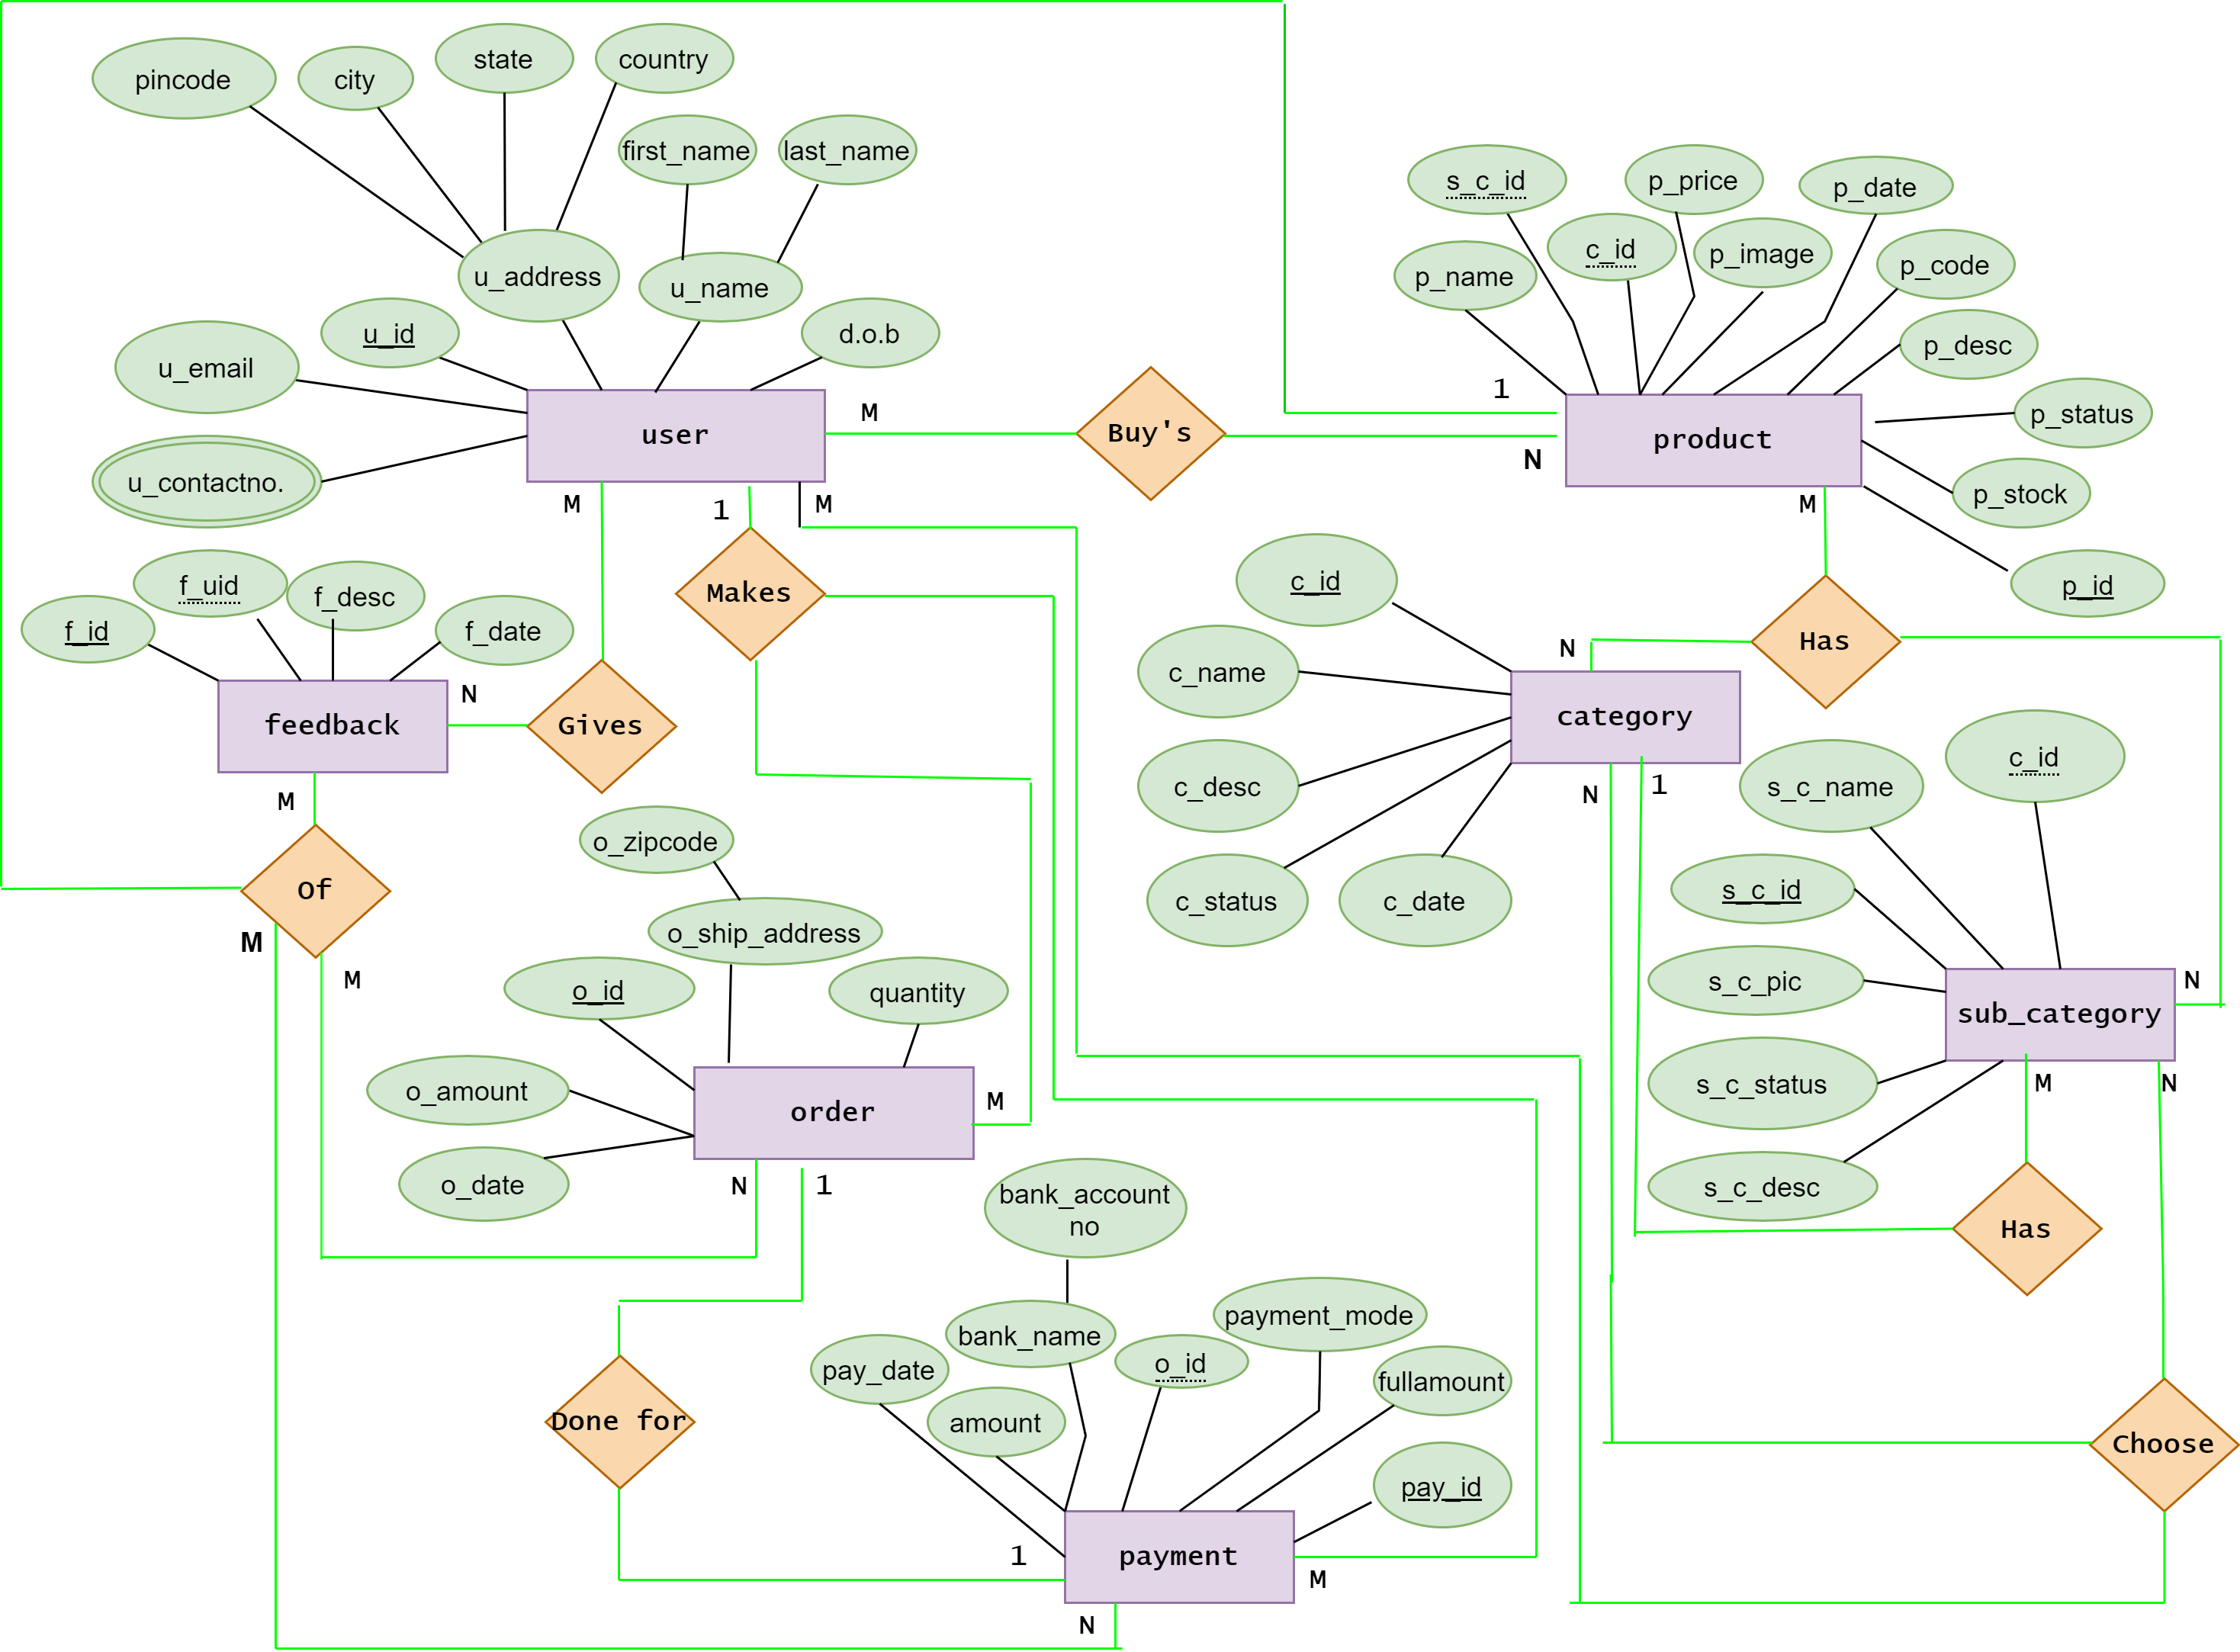 pincode
city
state
country
first_name
last_name
u_address
u_name
u_id
d.o.b
u_email
u_contactno.
user
M
Buy's
1
N
s_c_id
p_price
p_date
c_id
p_image
p_name
p_code
p_desc
p_status
product
p_stock
p_id
M
M
1
M
Makes
f_uid
f_desc
f_id
f_date
feedback
N
Gives
M
Of
M
M
c_id
N
Has
c_name
category
c_desc
N
1
c_status
c_date
s_c_name
c_id
s_c_id
s_c_pic
N
sub_category
s_c_status
M
N
s_c_desc
Has
Choose
o_zipcode
o_ship_address
o_id
quantity
o_amount
order
M
o_date
N
1
bank_account
no
bank_name
payment_mode
pay_date
o_id
fullamount
amount
Done for
pay_id
1
payment
M
N